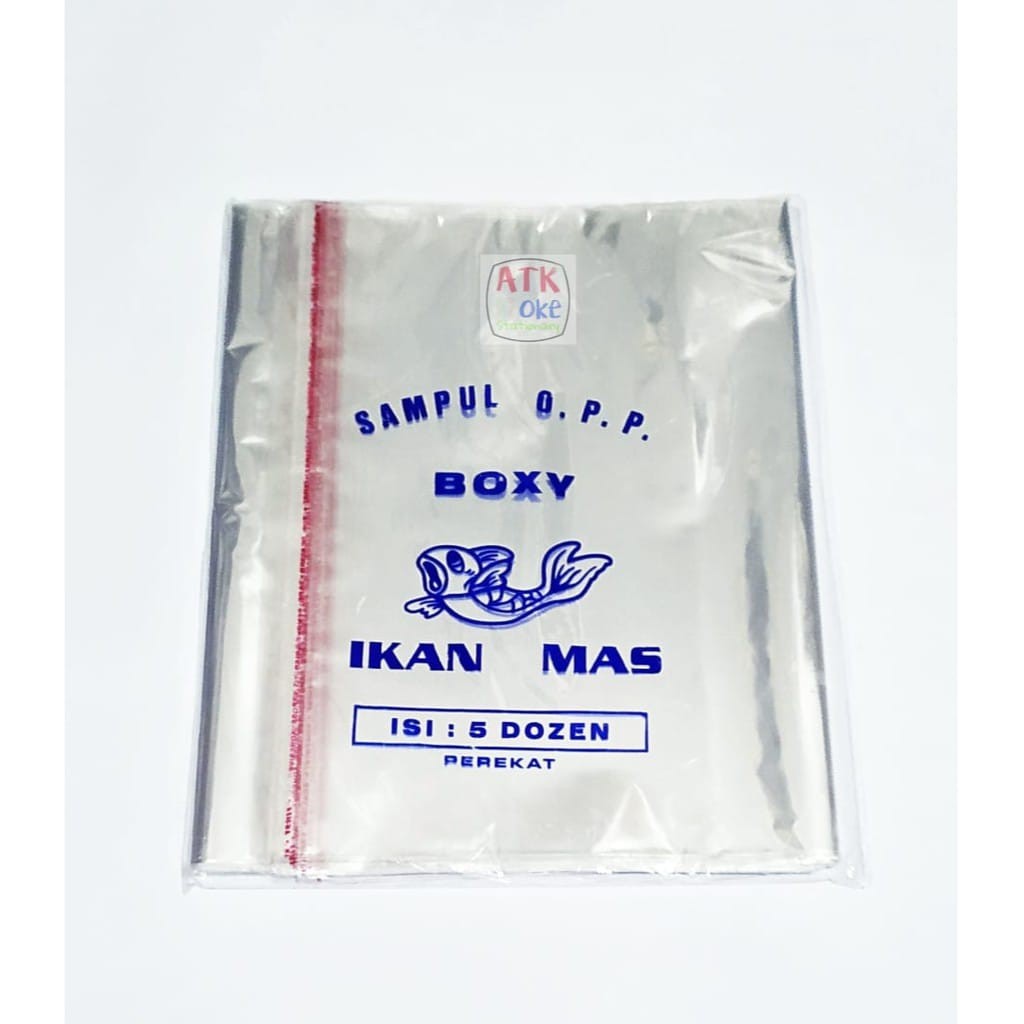 ATK
Oke
Stationary
SAMPUL O.P.P.
BOXY
IKAN MAS
ISI : 5 DOZEN
PEREKAT